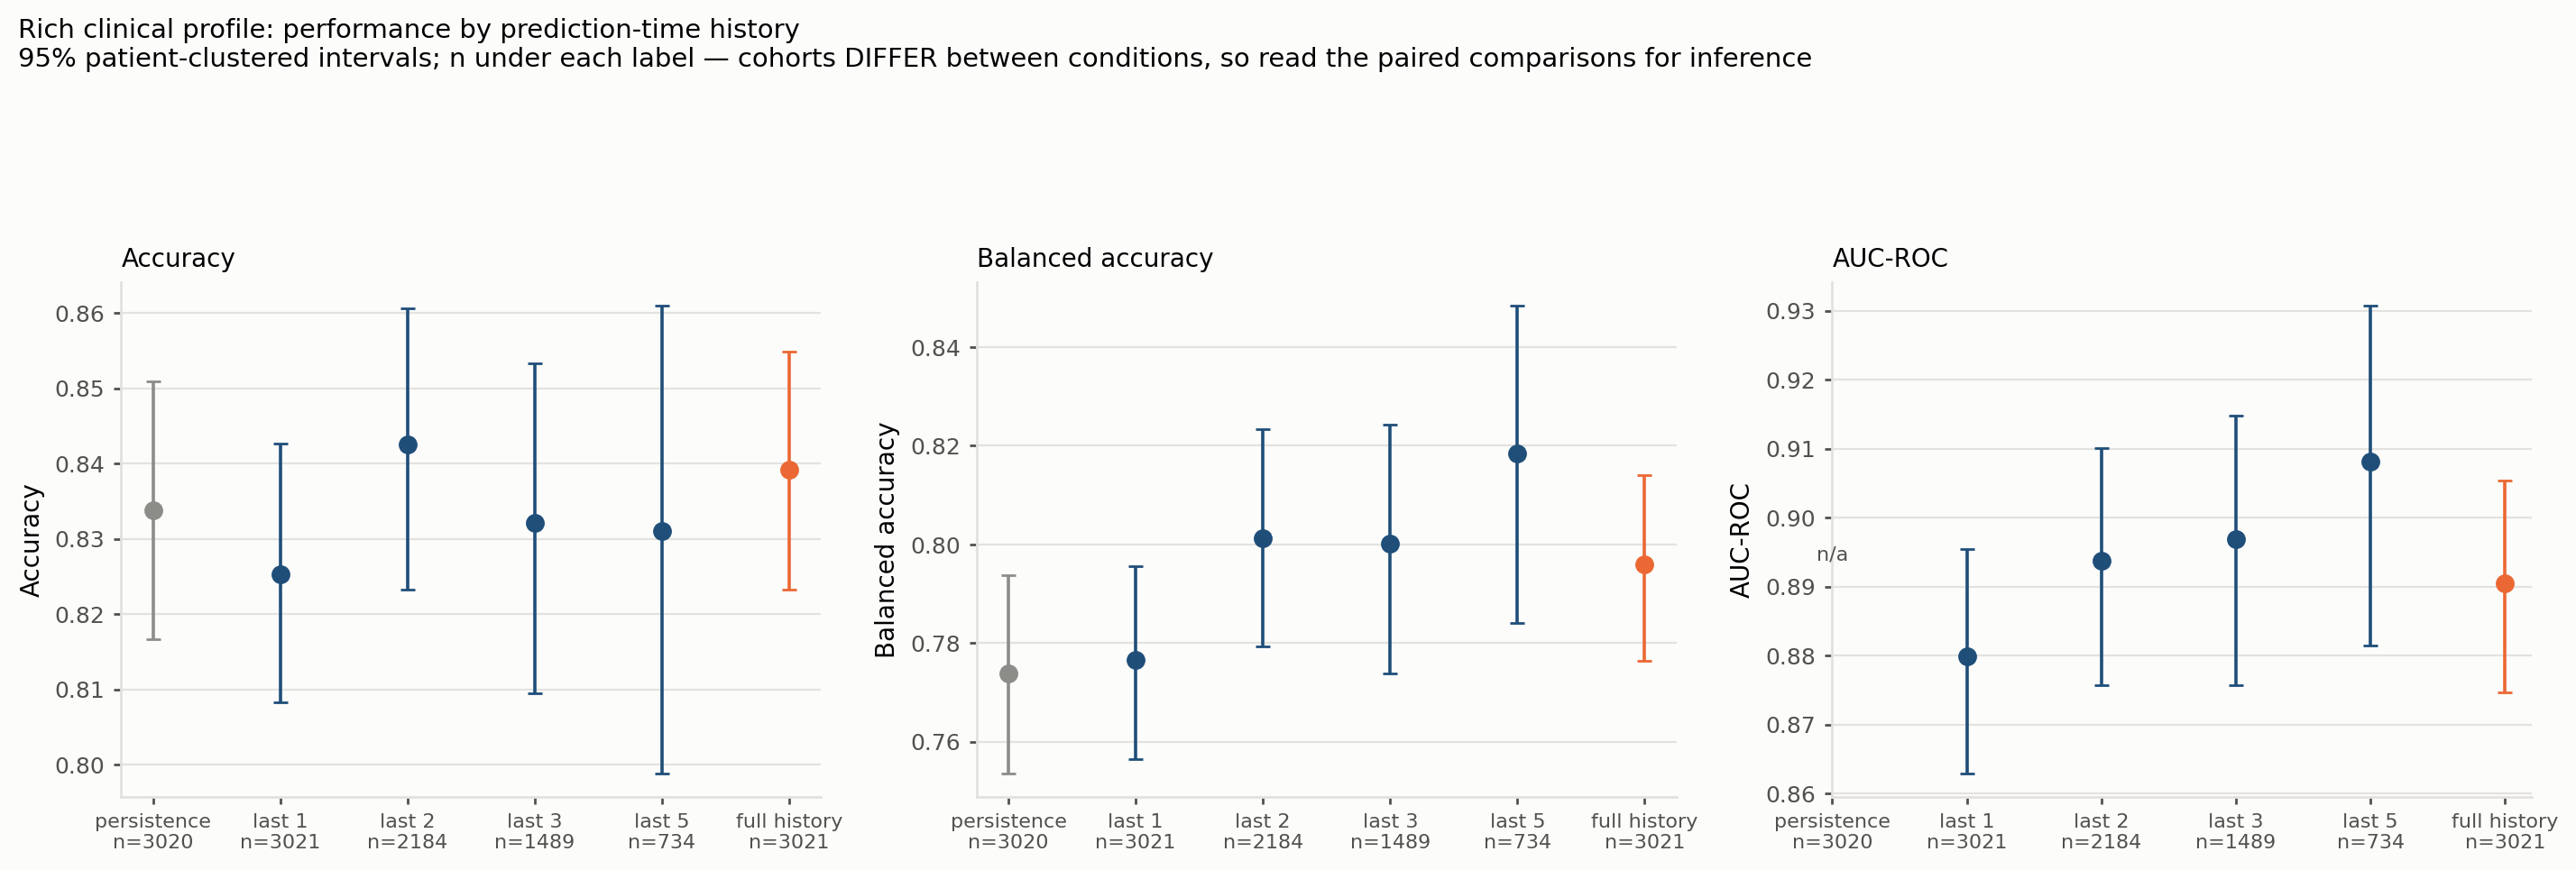 Rich clinical profile: performance by prediction-time history
95% patient-clustered intervals; n under each label — cohorts DIFFER between conditions, so read the paired comparisons for inference
Accuracy
Accuracy
0.86
0.85
0.84
0.83
0.82
0.81
0.80
persistence
n=3020
last 1
n=3021
last 2
n=2184
last 3
n=1489
last 5
n=734
full history
n=3021
Balanced accuracy
Balanced accuracy
0.84
0.82
0.80
0.78
0.76
persistence
n=3020
last 1
n=3021
last 2
n=2184
last 3
n=1489
last 5
n=734
full history
n=3021
AUC-ROC
AUC-ROC
0.93
0.92
0.91
0.90
n/a
0.89
0.88
0.87
0.86
persistence
n=3020
last 1
n=3021
last 2
n=2184
last 3
n=1489
last 5
n=734
full history
n=3021